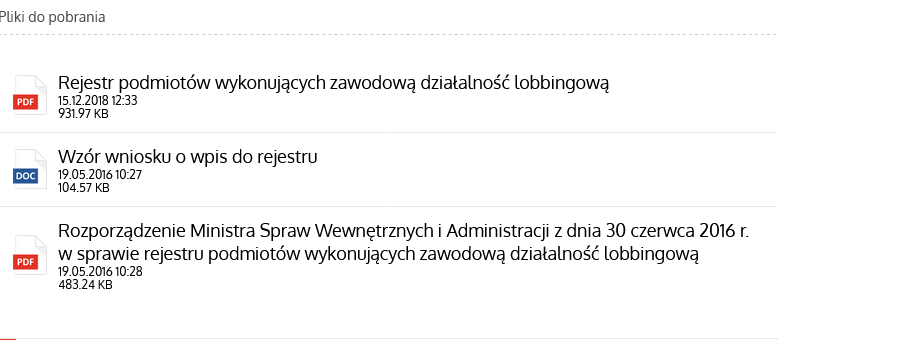 Pliki do pobrania
PDF
Rejestr podmiotów wykonujących zawodową działalność lobbingową
15.12.2018 12:33
931.97 KB
DOC
Wzór wniosku o wpis do rejestru
19.05.2016 10:27
104.57 KB
PDF
Rozporządzenie Ministra Spraw Wewnętrznych i Administracji z dnia 30 czerwca 2016 r.
w sprawie rejestru podmiotów wykonujących zawodową działalność lobbingową
19.05.2016 10:28
483.24 KB